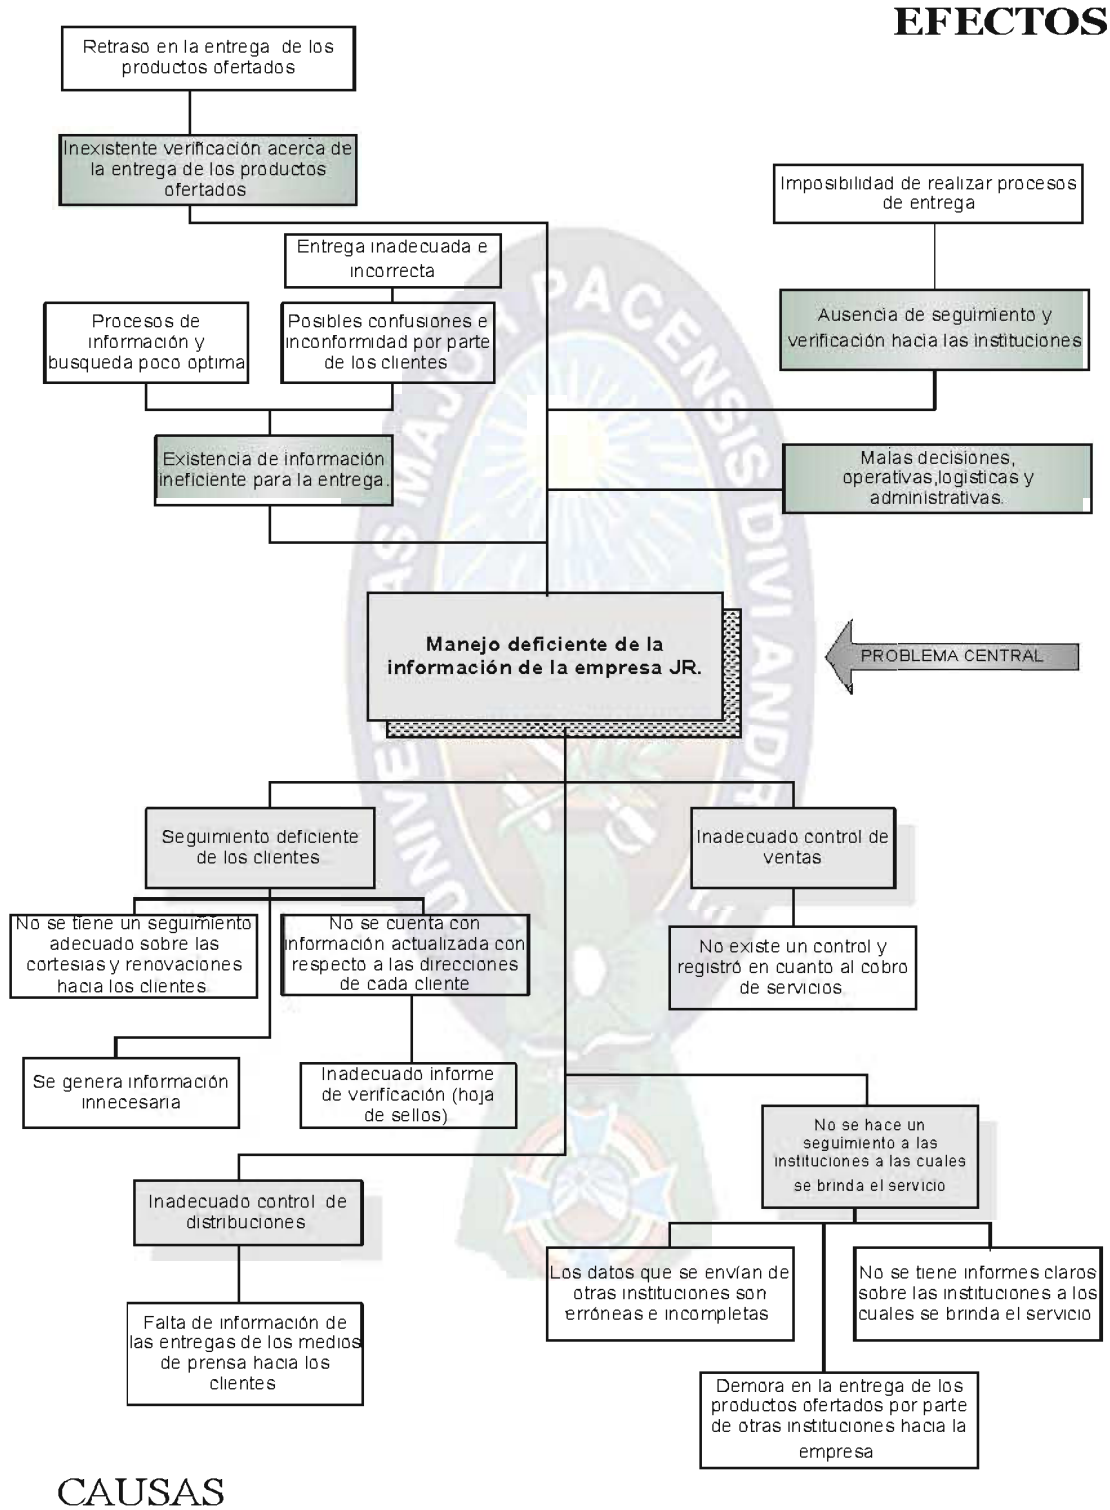 EFECTOS
Retraso en la entrega de los
productos ofertados
Inexistente verificación acerca de
la entrega de los productos
ofertados
Imposibilidad de realizar procesos
de entrega
Entrega inadecuada e
incorrecta
Procesos de
información y
busqueda poco optima
Posibles confusiones e
inconformidad por parte
de los clientes
Ausencia de seguimiento y
verificación hacia las instituciones
Existencia de información
ineficiente para la entrega.
Malas decisiones,
operativas,logisticas y
administrativas.
Manejo deficiente de la
información de la empresa JR.
PROBLEMA CENTRAL
Seguimiento deficiente
de los clientes.
Inadecuado control de
ventas
No se tiene un seguimiento
adecuado sobre las
cortesias y renovaciones
hacia los clientes.
No se cuenta con
información actualizada con
respecto a las direcciones
de cada cliente
No existe un control y
registró en cuanto al cobro
de servicios.
Se genera información
innecesaria
Inadecuado informe
de verificación (hoja
de sellos).
No se hace un
seguimiento a las
instituciones a las cuales
se brinda el servicio
Inadecuado control de
distribuciones
Los datos que se envían de
otras instituciones son
erróneas e incompletas
No se tiene informes claros
sobre las instituciones a los
cuales se brinda el servicio
Falta de información de
las entregas de los medios
de prensa hacia los
clientes
Demora en la entrega de los
productos ofertados por parte
de otras instituciones hacia la
empresa
CAUSAS
UNIVE AS MAJOR PACENSIS DIVI ANDR